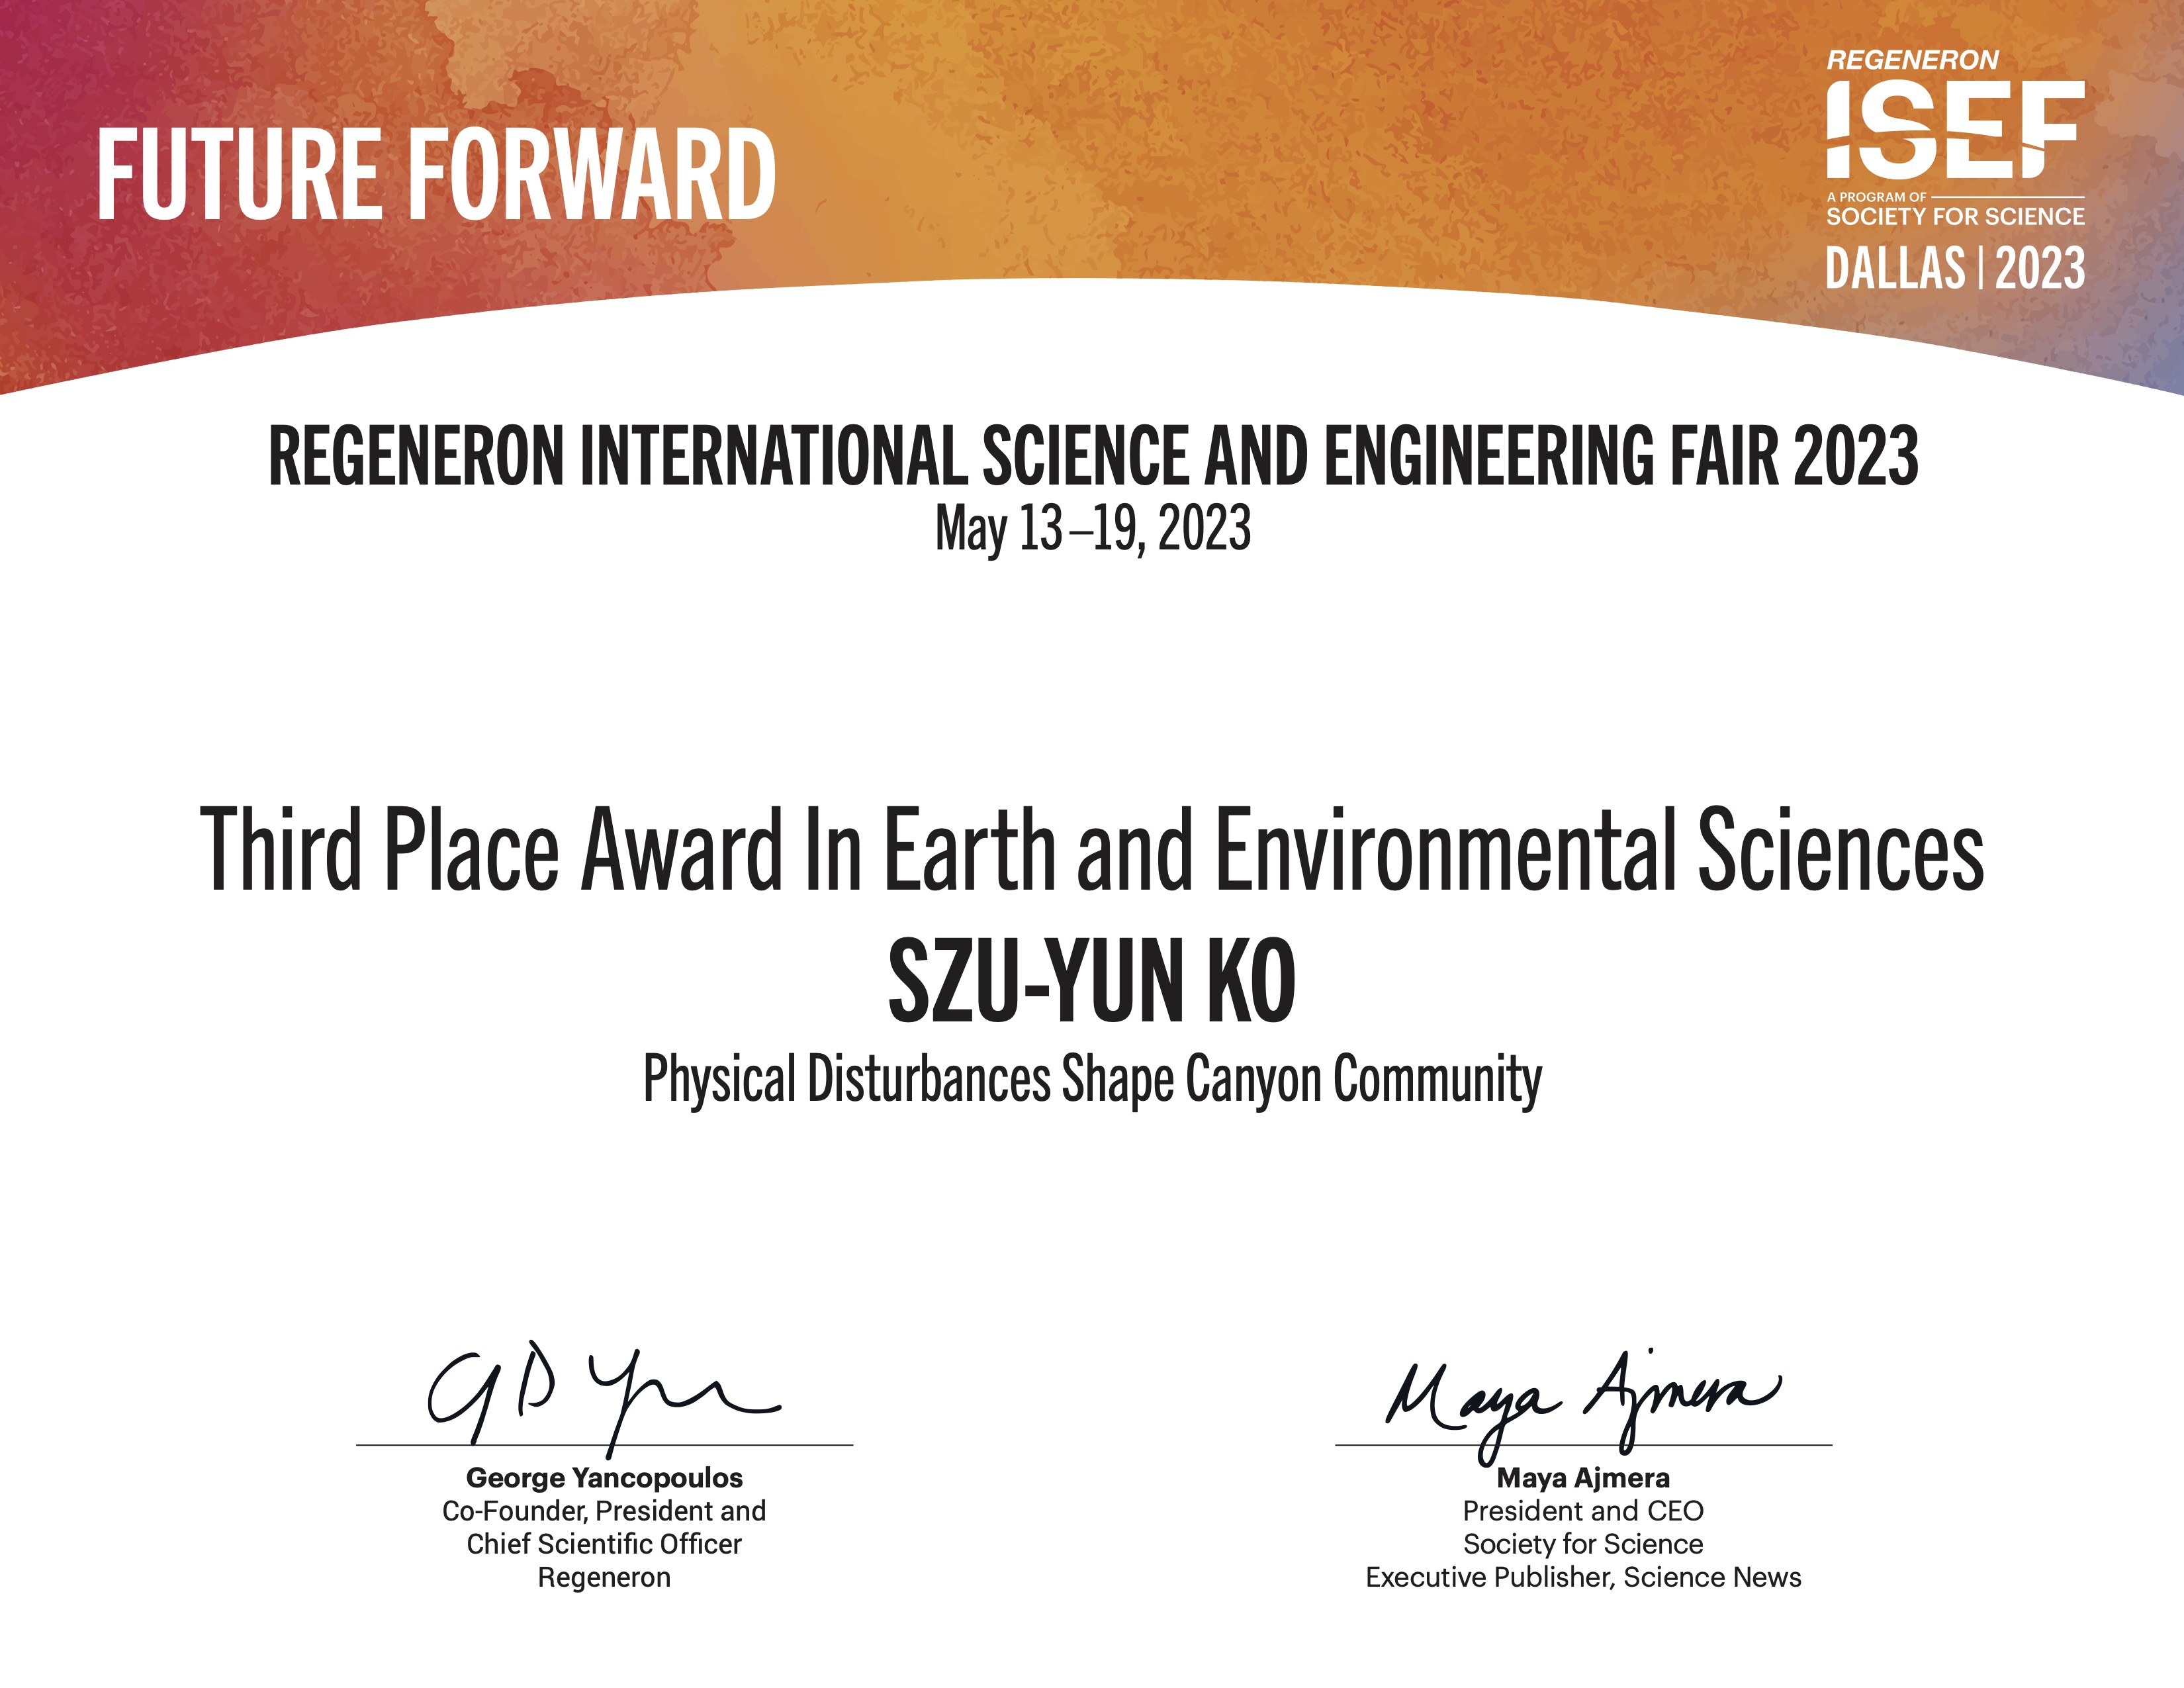 FUTURE FORWARD
REGENERON
ISEF
A PROGRAM OF
SOCIETY FOR SCIENCE
DALLAS | 2023
REGENERON INTERNATIONAL SCIENCE AND ENGINEERING FAIR 2023
May 13–19, 2023
Third Place Award In Earth and Environmental Sciences
SZU-YUN KO
Physical Disturbances Shape Canyon Community
George Yancopoulos
Co-Founder, President and
Chief Scientific Officer
Regeneron
Maya Ajmera
Maya Ajmera
President and CEO
Society for Science
Executive Publisher, Science News